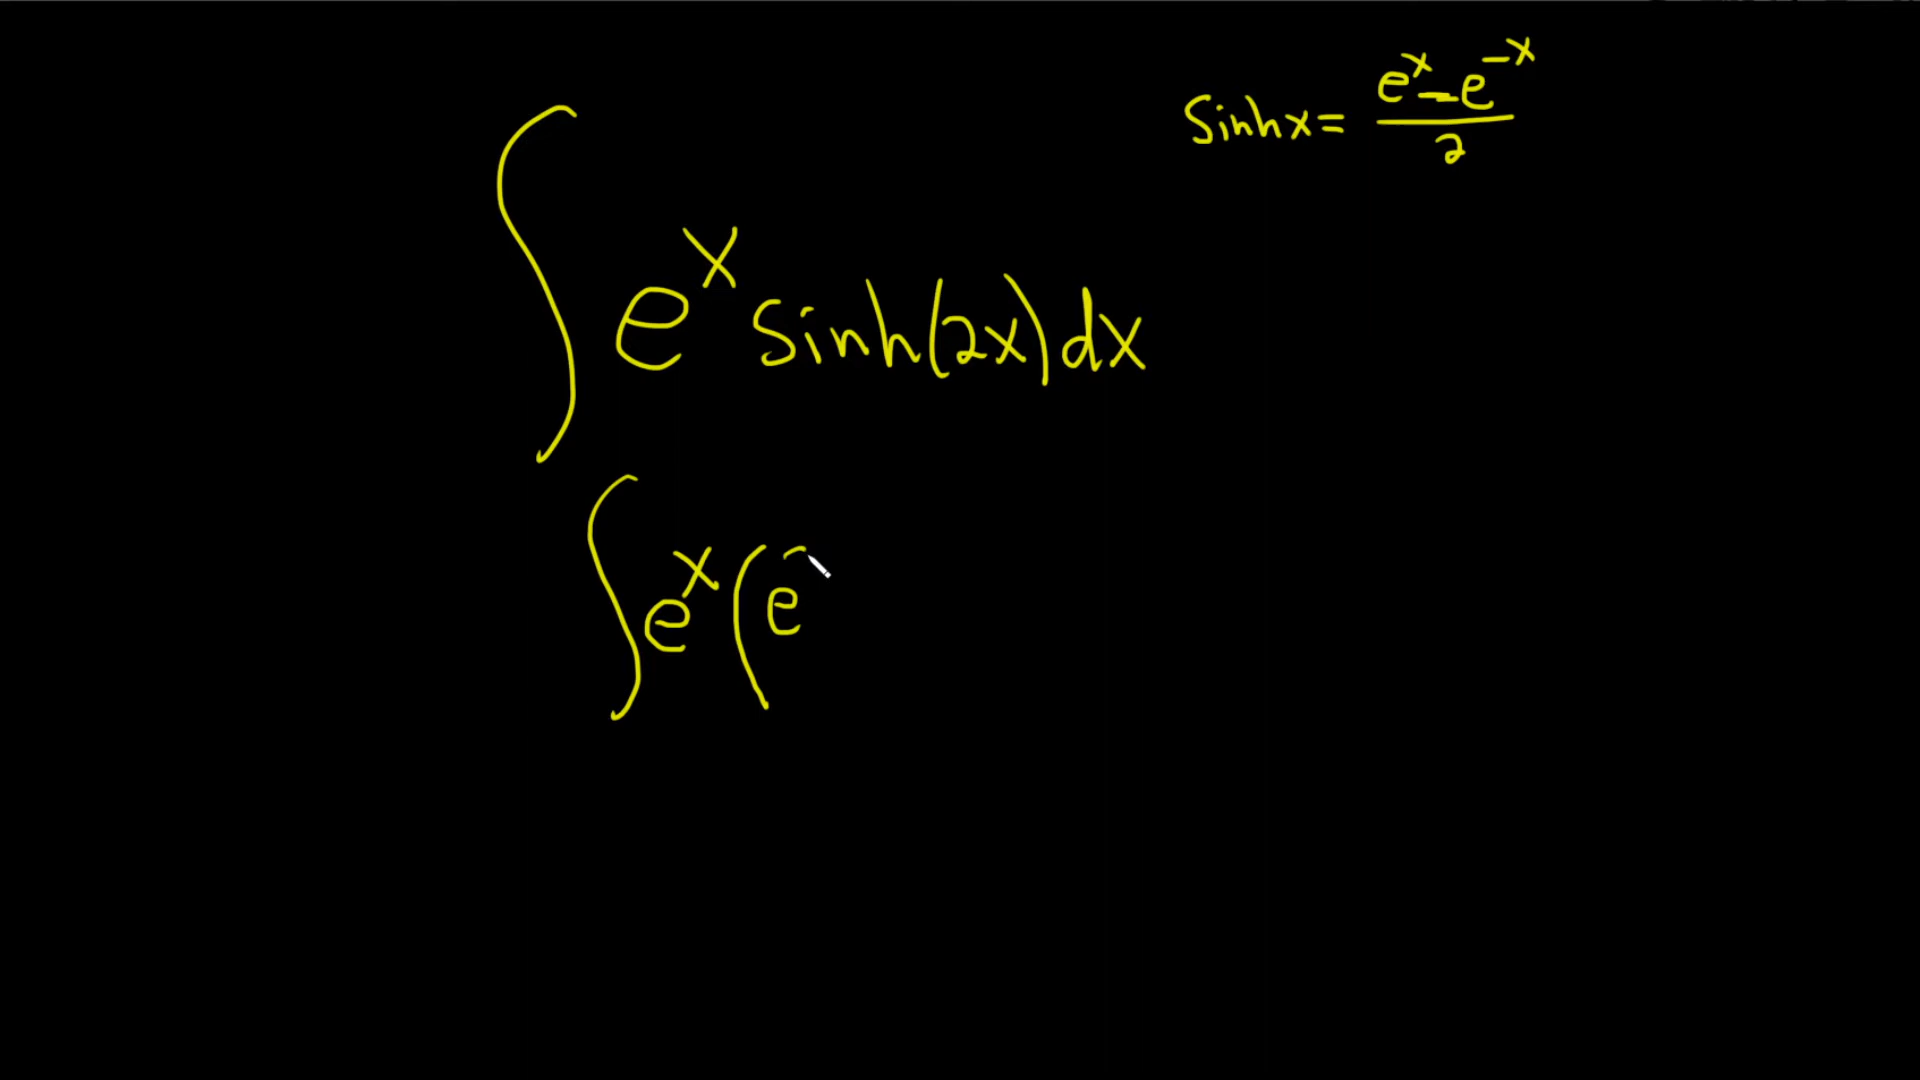 sinhx = (e^x - e^-x)/2
∫ e^x sinh(2x) dx
∫ e^x (e